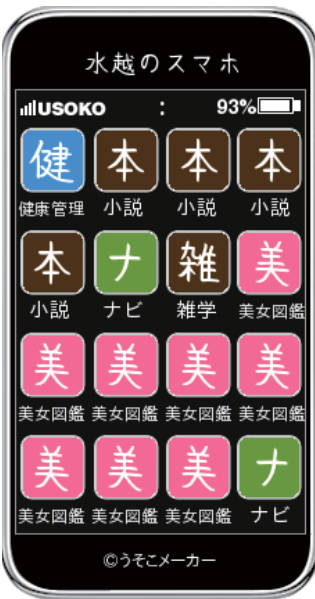 水越のスマホ
USOKO : 93%
健 本 本 本
健康管理 小説 小説 小説
本 ナ 雑 美
小説 ナビ 雑学 美女図鑑
美 美 美 美
美女図鑑 美女図鑑 美女図鑑 美女図鑑
美 美 美 ナ
美女図鑑 美女図鑑 美女図鑑 ナビ
©うそこメーカー